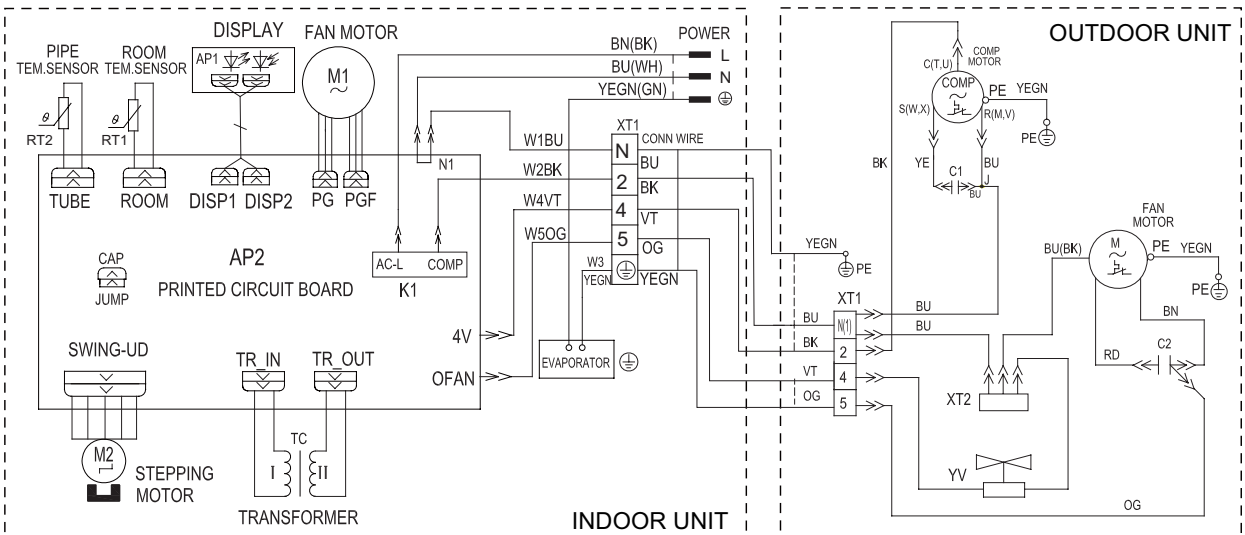 PIPE
TEM.SENSOR
ROOM
TEM.SENSOR
DISPLAY
FAN MOTOR
AP1
M1
θ
RT2
θ
RT1
BN(BK)
BU(WH)
YEGN(GN)
POWER
L
N
OUTDOOR UNIT
COMP
MOTOR
C(T,U)
COMP
PE
YEGN
S(W,X)
R(M,V)
PE
YE
BU
C1
BU
J
BK
N1
XT1
CONN WIRE
W1BU
N
BU
W2BK
2
BK
W4VT
4
VT
W5OG
5
OG
W3
YEGN
YEGN
TUBE
ROOM
DISP1
DISP2
PG
PGF
AP2
PRINTED CIRCUIT BOARD
CAP
JUMP
AC-L
COMP
K1
4V
OFAN
EVAPORATOR
SWING-UD
TR_IN
TR_OUT
M2
STEPPING
MOTOR
TC
I
II
TRANSFORMER
INDOOR UNIT
YEGN
PE
XT1
BU
N(1)
BU
BU
BK
2
VT
4
OG
5
FAN
MOTOR
BU(BK)
M
PE
YEGN
PE
BN
RD
C2
XT2
YV
OG